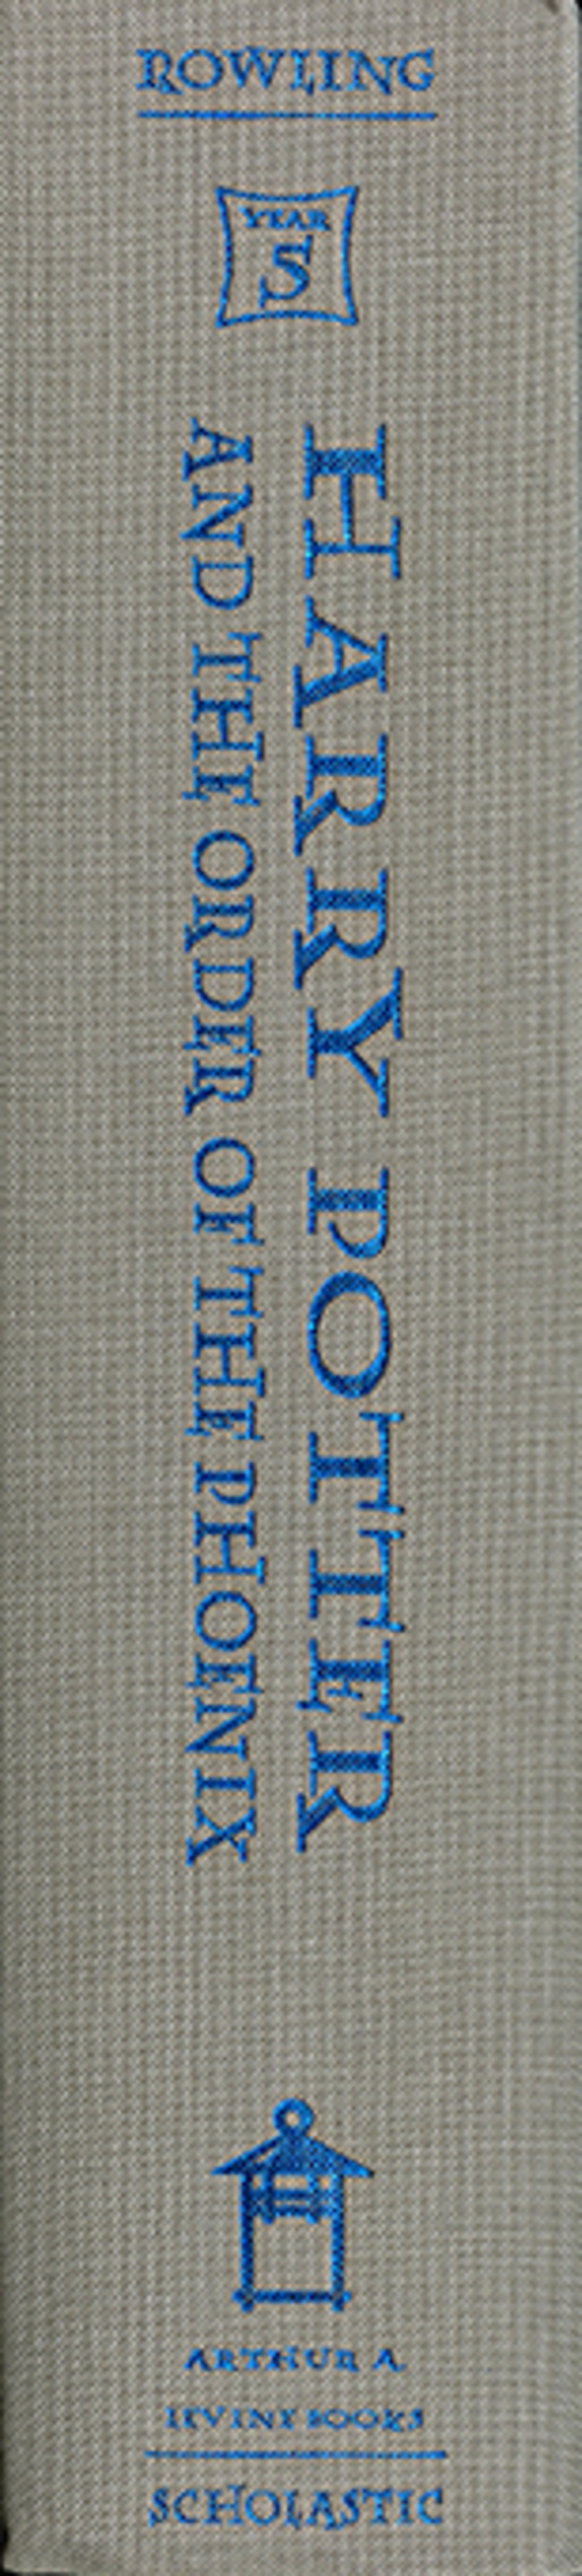 ROWLING
YEAR
5
HARRY POTTER
AND THE ORDER OF THE PHOENIX
ARTHUR A.
LEVINE BOOKS
SCHOLASTIC